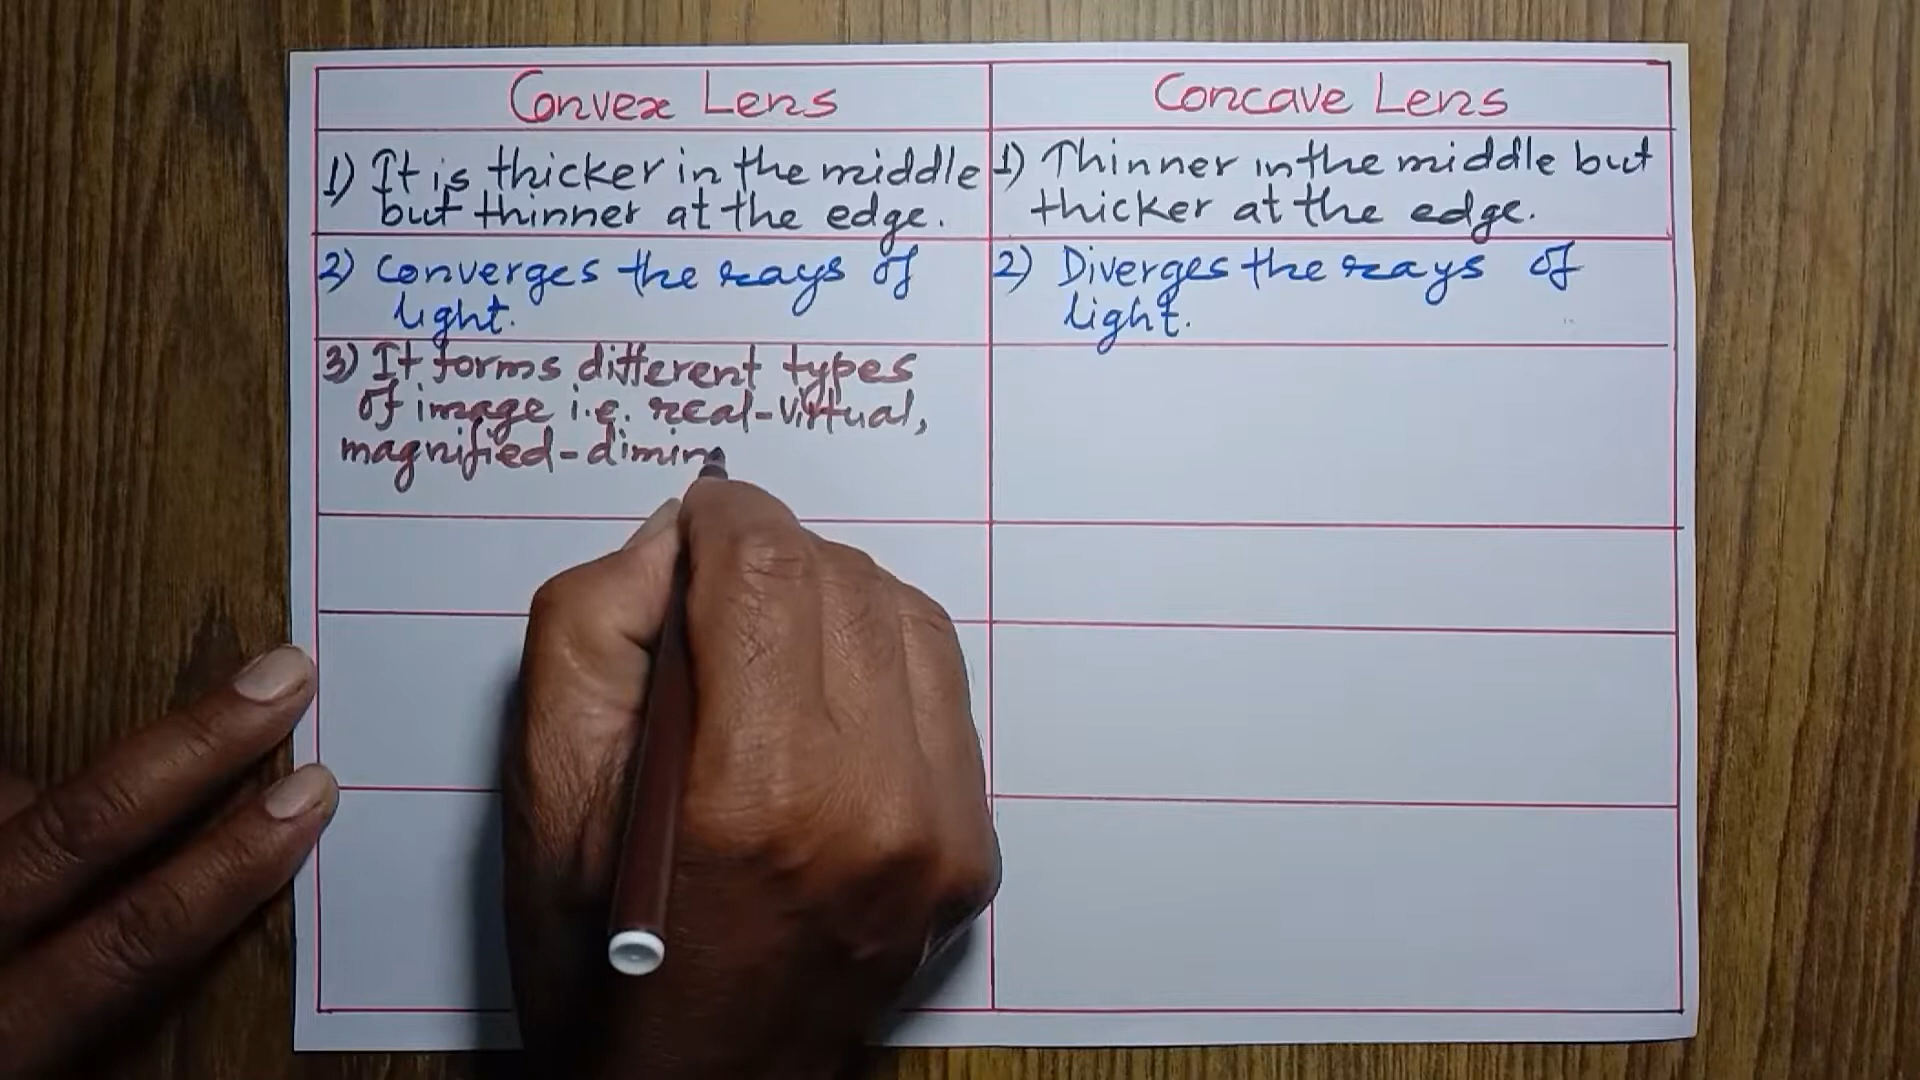 Convex Lens
Concave Lens
1) It is thicker in the middle
but thinner at the edge.
1) Thinner in the middle but
thicker at the edge.
2) Converges the rays of
light.
2) Diverges the rays of
light.
3) It forms different types
of image i.e. real-virtual,
magnified-dimin